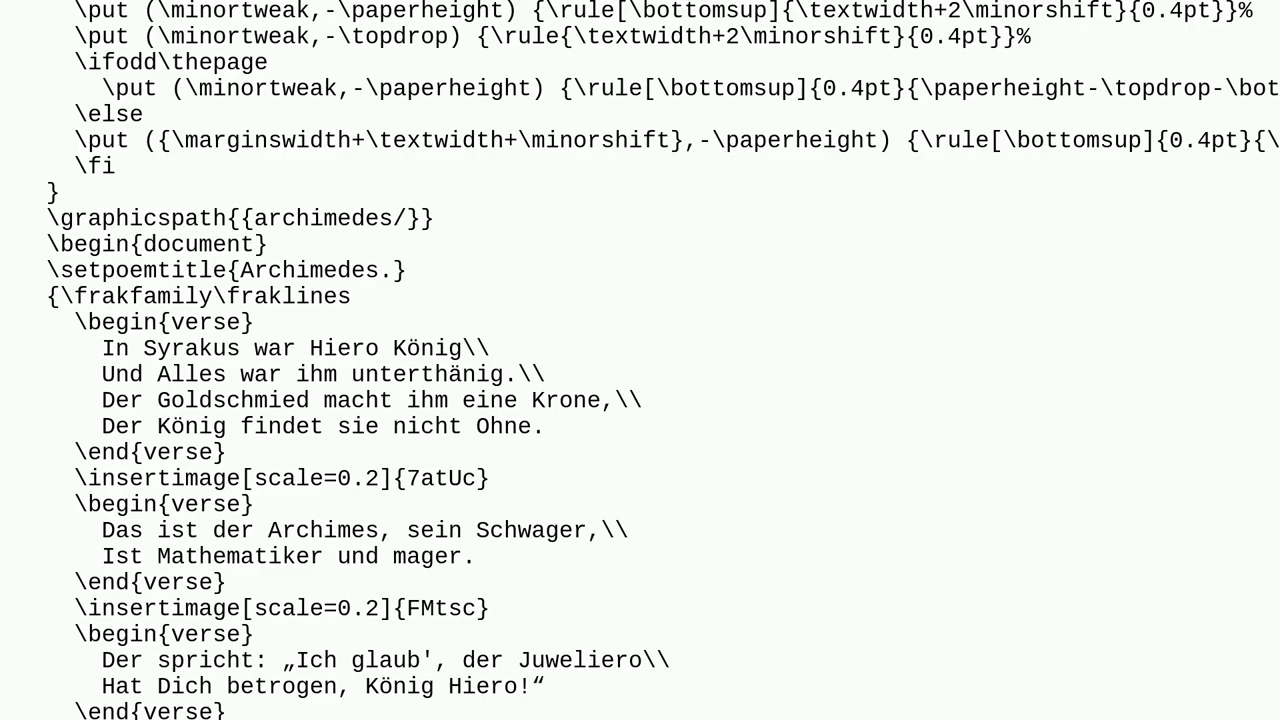 \put (\minortweak,-\paperheight) {\rule[\bottomsup]{\textwidth+2\minorshift}{0.4pt}}%
\put (\minortweak,-\topdrop) {\rule{\textwidth+2\minorshift}{0.4pt}}%
\ifodd\thepage
\put (\minortweak,-\paperheight) {\rule[\bottomsup]{0.4pt}{\paperheight-\topdrop-\bot
\else
\put ({\marginswidth+\textwidth+\minorshift},-\paperheight) {\rule[\bottomsup]{0.4pt}{\
\fi
}
\graphicspath{{archimedes/}}
\begin{document}
\setpoemtitle{Archimedes.}
{\frakfamily\fraklines
\begin{verse}
In Syrakus war Hiero König\\
Und Alles war ihm unterthänig.\\
Der Goldschmied macht ihm eine Krone,\\
Der König findet sie nicht Ohne.
\end{verse}
\insertimage[scale=0.2]{7atUc}
\begin{verse}
Das ist der Archimes, sein Schwager,\\
Ist Mathematiker und mager.
\end{verse}
\insertimage[scale=0.2]{FMtsc}
\begin{verse}
Der spricht: „Ich glaub', der Juweliero\\
Hat Dich betrogen, König Hiero!“
\end{verse}